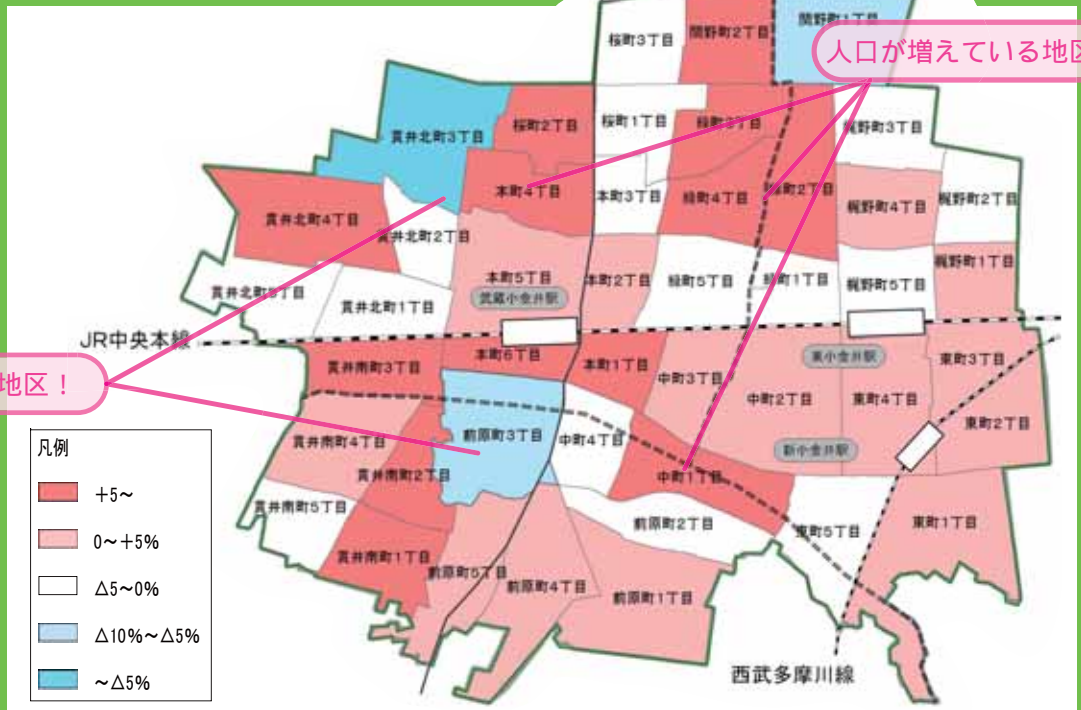 関野町1丁目
関野町2丁目
桜町3丁目
人口が増えている地区
桜町2丁目
桜町1丁目
緑町3丁目
梶野町3丁目
貫井北町3丁目
本町4丁目
本町3丁目
緑町4丁目
緑町2丁目
梶野町4丁目
梶野町2丁目
貫井北町4丁目
貫井北町2丁目
本町5丁目
武蔵小金井駅
本町2丁目
緑町5丁目
緑町1丁目
梶野町5丁目
梶野町1丁目
貫井北町5丁目
貫井北町1丁目
JR中央本線
地区!
貫井南町3丁目
本町6丁目
本町1丁目
中町3丁目
東小金井駅
東町3丁目
中町2丁目
東町4丁目
東町2丁目
貫井南町4丁目
前原町3丁目
中町4丁目
新小金井駅
貫井南町2丁目
中町1丁目
貫井南町5丁目
前原町2丁目
東町5丁目
東町1丁目
貫井南町1丁目
前原町5丁目
前原町4丁目
前原町1丁目
西武多摩川線
凡例
+5~
0~+5%
Δ5~0%
Δ10%~Δ5%
~Δ5%